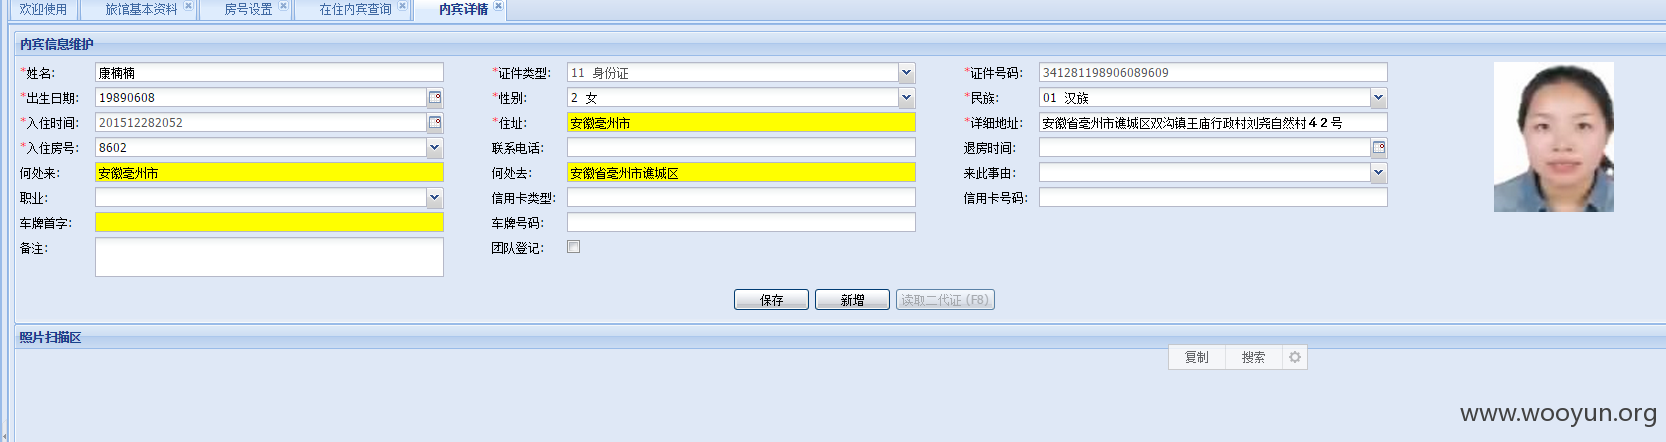 欢迎使用 旅馆基本资料 房号设置 在住内宾查询 内宾详情
内宾信息维护
*姓名: 康楠楠 *证件类型: 11 身份证 *证件号码: 341281198906089609
*出生日期: 19890608 *性别: 2 女 *民族: 01 汉族
*入住时间: 201512282052 *住址: 安徽亳州市 *详细地址: 安徽省亳州市谯城区双沟镇王庙行政村刘尧自然村42号
*入住房号: 8602 联系电话: 退房时间:
何处来: 安徽亳州市 何处去: 安徽省亳州市谯城区 来此事由:
职业: 信用卡类型: 信用卡号码:
车牌首字: 车牌号码:
备注: 团队登记:
保存 新增 读取二代证 (F8)
照片扫描区
复制 搜索
www.wooyun.org